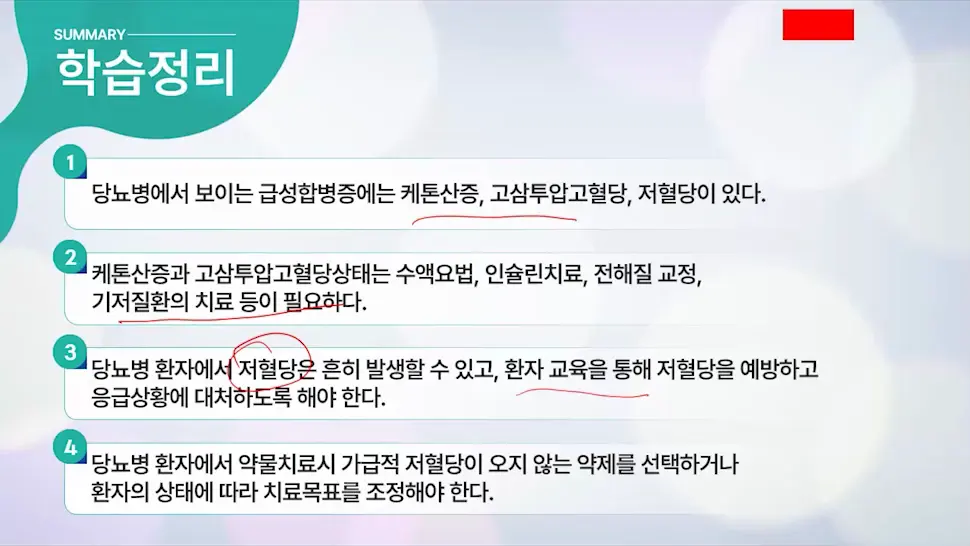 SUMMARY
학습정리
1
당뇨병에서 보이는 급성합병증에는 케톤산증, 고삼투압고혈당, 저혈당이 있다.
2
케톤산증과 고삼투압고혈당상태는 수액요법, 인슐린치료, 전해질 교정,
기저질환의 치료 등이 필요하다.
3
당뇨병 환자에서 저혈당은 흔히 발생할 수 있고, 환자 교육을 통해 저혈당을 예방하고
응급상황에 대처하도록 해야 한다.
4
당뇨병 환자에서 약물치료시 가급적 저혈당이 오지 않는 약제를 선택하거나
환자의 상태에 따라 치료목표를 조정해야 한다.